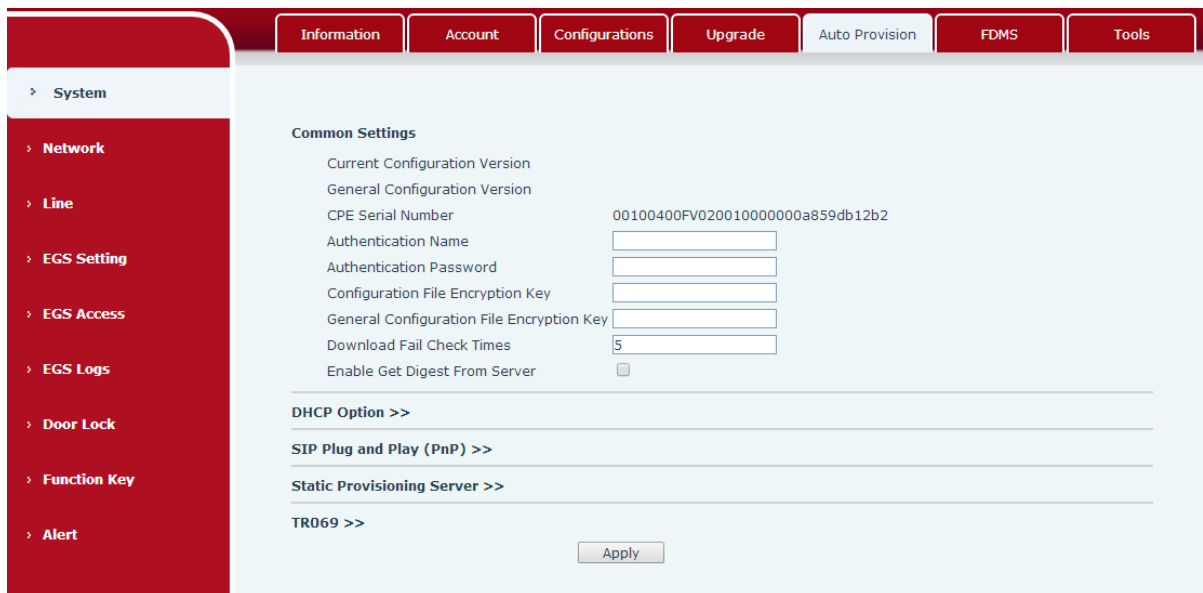 Information Account Configurations Upgrade Auto Provision FDMS Tools
System
Network
Line
EGS Setting
EGS Access
EGS Logs
Door Lock
Function Key
Alert
Common Settings
Current Configuration Version
General Configuration Version
CPE Serial Number 00100400FV020010000000a859db12b2
Authentication Name
Authentication Password
Configuration File Encryption Key
General Configuration File Encryption Key
Download Fail Check Times 5
Enable Get Digest From Server
DHCP Option >>
SIP Plug and Play (PnP) >>
Static Provisioning Server >>
TR069 >>
Apply